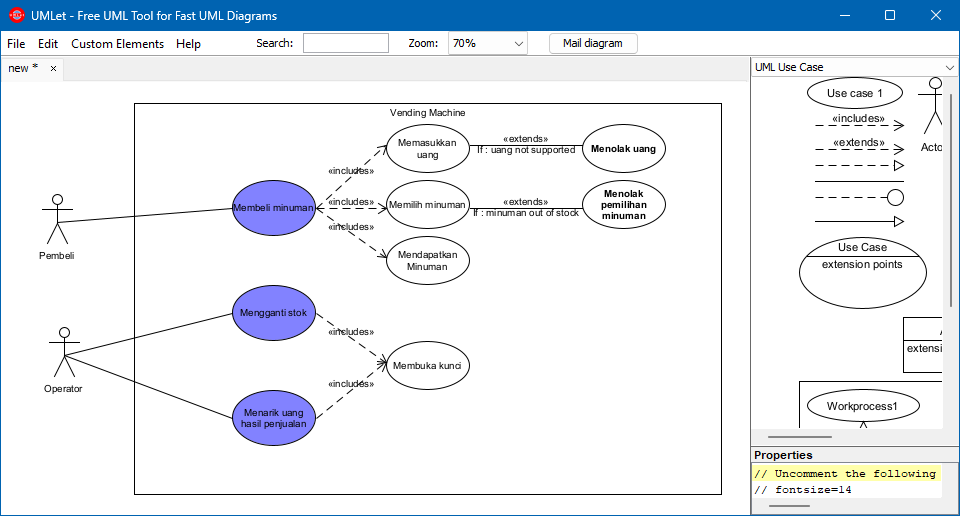 UMLet - Free UML Tool for Fast UML Diagrams
File Edit Custom Elements Help Search: Zoom: 70% Mail diagram
new *
UML Use Case
Vending Machine
Memasukkan
uang
«extends»
If : uang not supported
Menolak uang
«includes»
Membeli minuman
«includes»
Memilih minuman
«extends»
If : minuman out of stock
Menolak
pemilihan
minuman
«includes»
Mendapatkan
Minuman
Pembeli
Mengganti stok
«includes»
Membuka kunci
Operator
«includes»
Menarik uang
hasil penjualan
Use case 1
«includes»
«extends»
Acto
Use Case
extension points
extensi
Workprocess1
Properties
// Uncomment the following
// fontsize=14